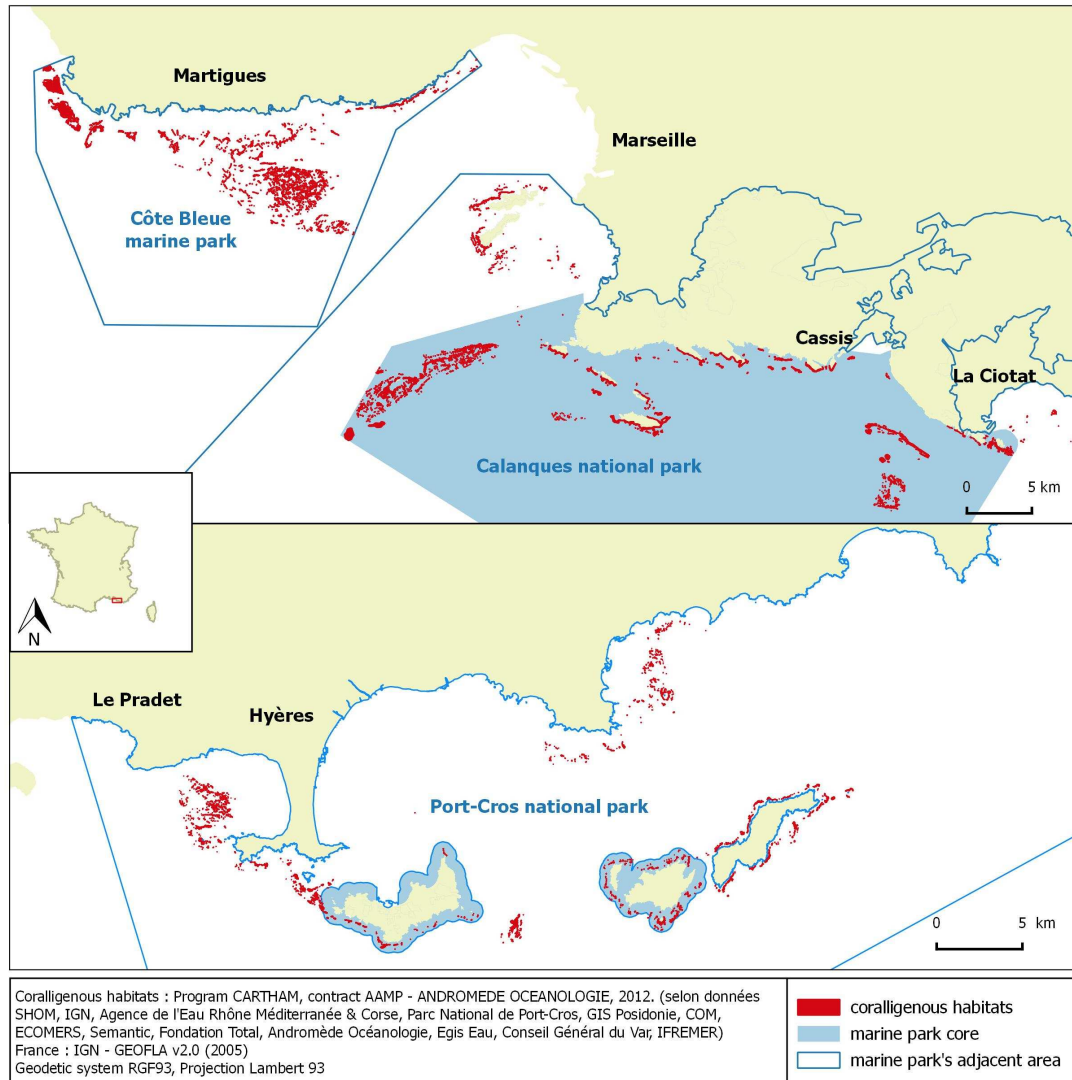 Martigues
Marseille
Côte Bleue
marine park
Cassis
La Ciotat
Calanques national park
0 5 km
N
Le Pradet
Hyères
Port-Cros national park
0 5 km
Coralligenous habitats : Program CARTHAM, contract AAMP - ANDROMEDE OCEANOLOGIE, 2012. (selon données
SHOM, IGN, Agence de l'Eau Rhône Méditerranée & Corse, Parc National de Port-Cros, GIS Posidonie, COM,
ECOMERS, Semantic, Fondation Total, Andromède Océanologie, Egis Eau, Conseil Général du Var, IFREMER)
France : IGN - GEOFLA v2.0 (2005)
Geodetic system RGF93, Projection Lambert 93
coralligenous habitats
marine park core
marine park's adjacent area